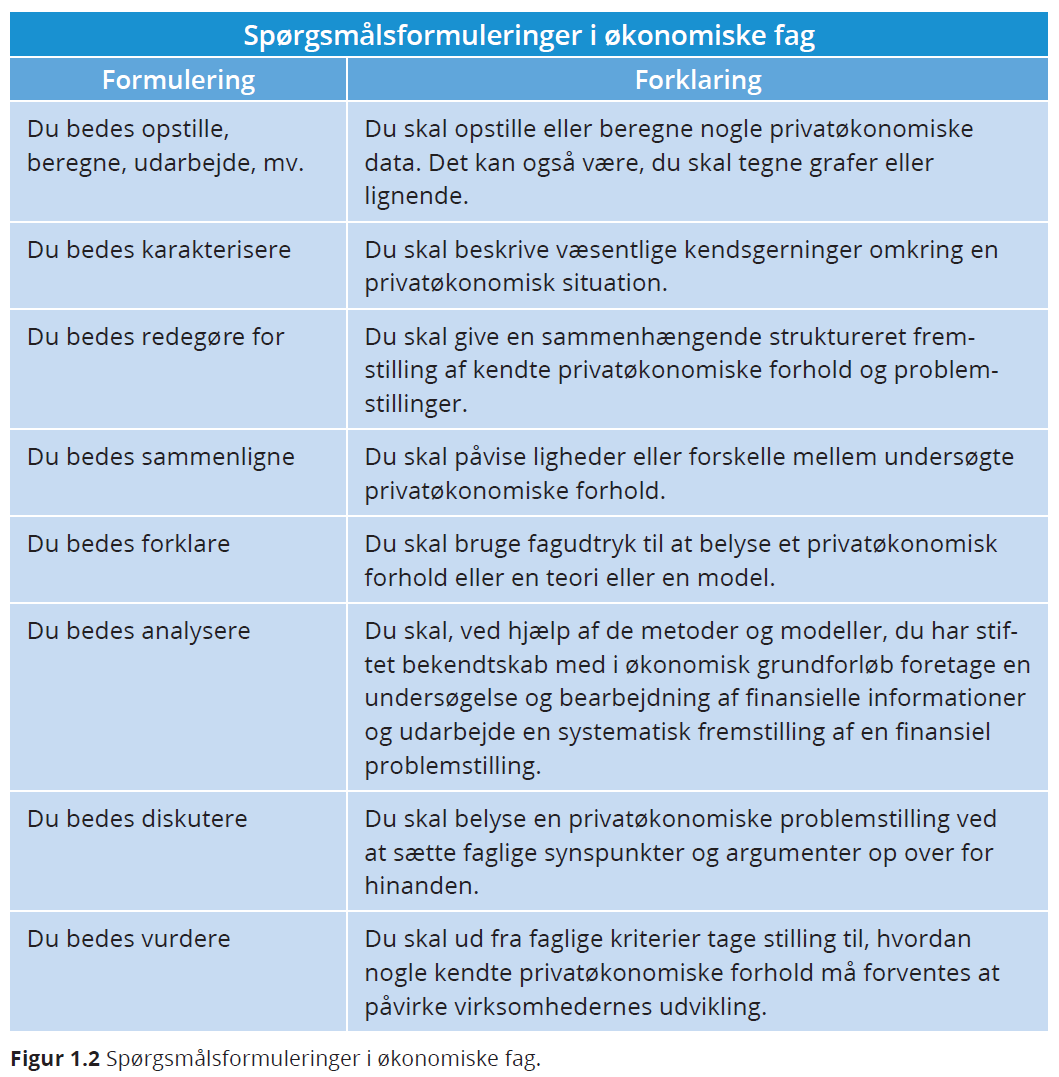 Spørgsmålsformuleringer i økonomiske fag
Formulering
Forklaring
Du bedes opstille,
beregne, udarbejde, mv.
Du skal opstille eller beregne nogle privatøkonomiske
data. Det kan også være, du skal tegne grafer eller
lignende.
Du bedes karakterisere
Du skal beskrive væsentlige kendsgerninger omkring en
privatøkonomisk situation.
Du bedes redegøre for
Du skal give en sammenhængende struktureret frem-
stilling af kendte privatøkonomiske forhold og problem-
stillinger.
Du bedes sammenligne
Du skal påvise ligheder eller forskelle mellem undersøgte
privatøkonomiske forhold.
Du bedes forklare
Du skal bruge fagudtryk til at belyse et privatøkonomisk
forhold eller en teori eller en model.
Du bedes analysere
Du skal, ved hjælp af de metoder og modeller, du har stif-
tet bekendtskab med i økonomisk grundforløb foretage en
undersøgelse og bearbejdning af finansielle informationer
og udarbejde en systematisk fremstilling af en finansiel
problemstilling.
Du bedes diskutere
Du skal belyse en privatøkonomiske problemstilling ved
at sætte faglige synspunkter og argumenter op over for
hinanden.
Du bedes vurdere
Du skal ud fra faglige kriterier tage stilling til, hvordan
nogle kendte privatøkonomiske forhold må forventes at
påvirke virksomhedernes udvikling.
Figur 1.2 Spørgsmålsformuleringer i økonomiske fag.